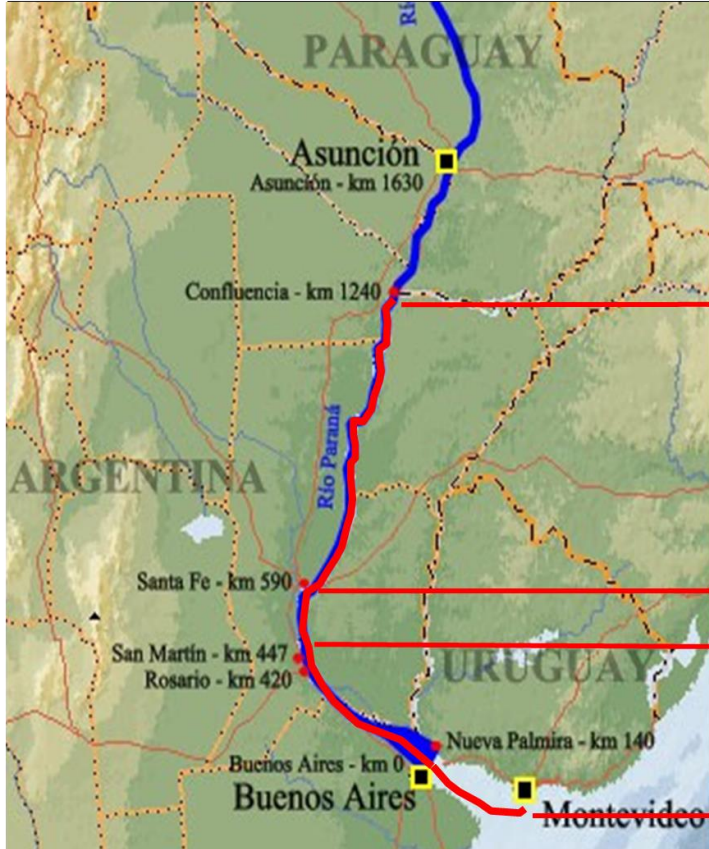 Rí
PARAGUAY
Asunción
Asunción - km 1630
Confluencia - km 1240
Río Paraná
ARGENTINA
Santa Fe - km 590
San Martín - km 447
Rosario - km 420
URUGUAY
Nueva Palmira - km 140
Buenos Aires - km 0
Buenos Aires
Montevideo